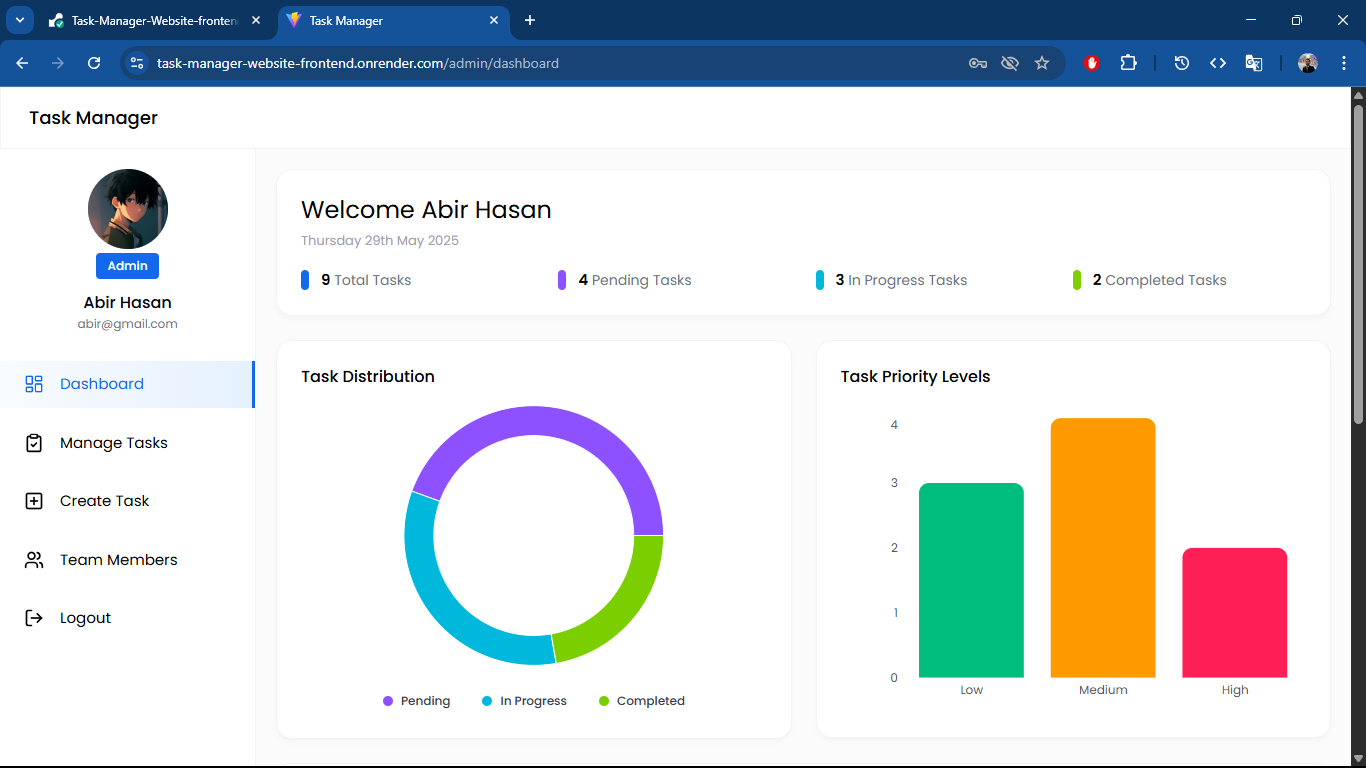 Task-Manager-Website-fronten
Task Manager
task-manager-website-frontend.onrender.com/admin/dashboard
Task Manager
Admin
Abir Hasan
abir@gmail.com
Dashboard
Manage Tasks
Create Task
Team Members
Logout
Welcome Abir Hasan
Thursday 29th May 2025
9 Total Tasks
4 Pending Tasks
3 In Progress Tasks
2 Completed Tasks
Task Distribution
Pending
In Progress
Completed
Task Priority Levels
4
3
2
1
0
Low
Medium
High